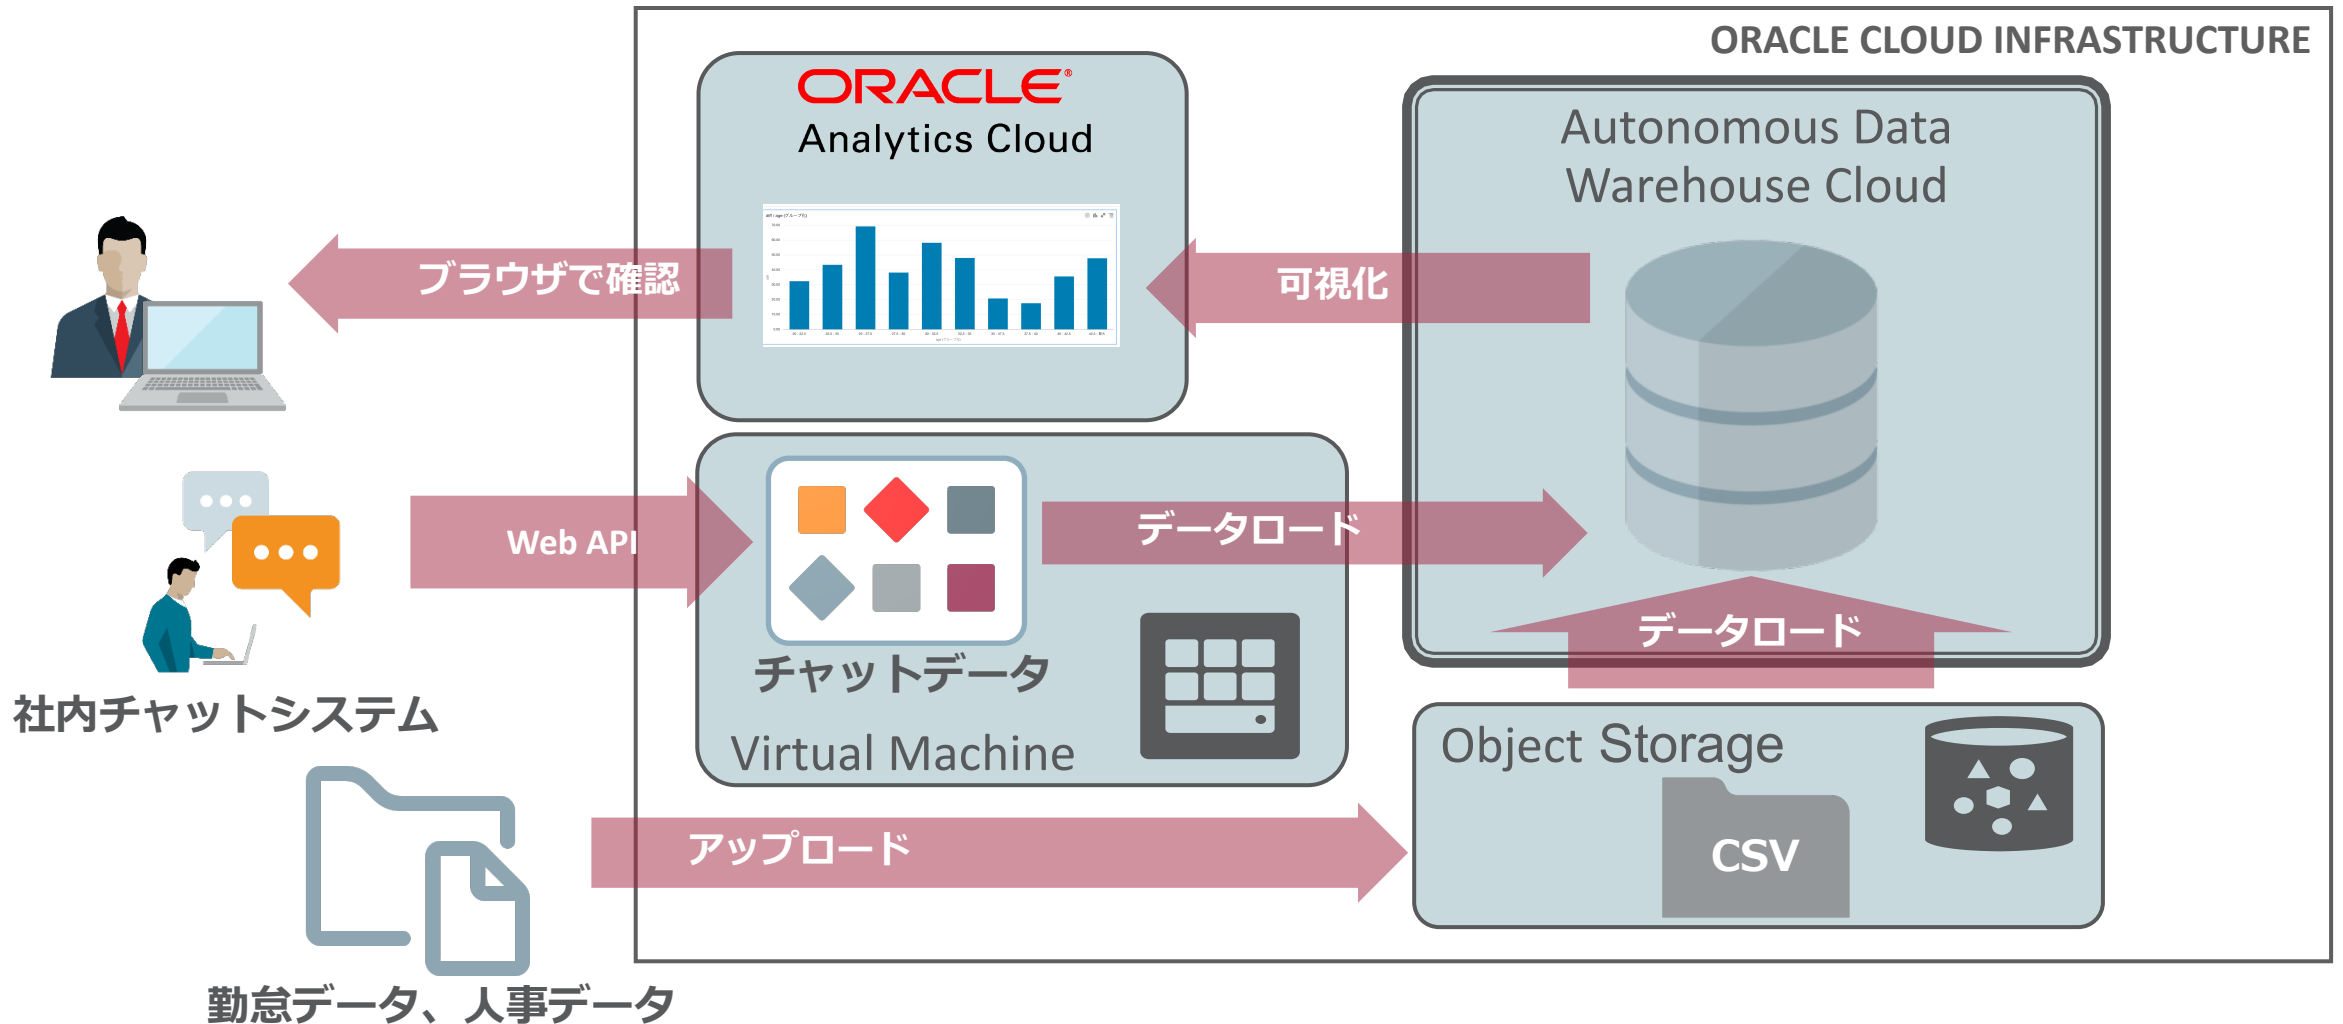 ORACLE CLOUD INFRASTRUCTURE
ORACLE®
Analytics Cloud
Autonomous Data
Warehouse Cloud
ブラウザで確認
可視化
Web API
データロード
チャットデータ
Virtual Machine
社内チャットシステム
データロード
Object Storage
CSV
アップロード
勤怠データ、人事データ